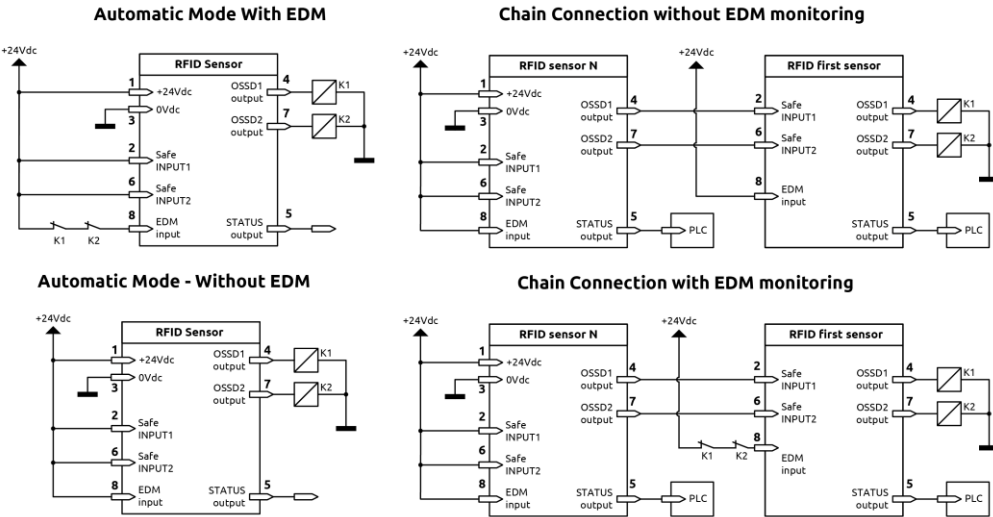 Automatic Mode With EDM
+24Vdc
RFID Sensor
1
+24Vdc
0Vdc
3
2
Safe
INPUT1
6
Safe
INPUT2
8
EDM
input
K1
K2
OSSD1
output
4
K1
OSSD2
output
7
K2
STATUS
output
5
Chain Connection without EDM monitoring
+24Vdc
RFID sensor N
1
+24Vdc
0Vdc
3
2
Safe
INPUT1
6
Safe
INPUT2
8
EDM
input
OSSD1
output
4
OSSD2
output
7
STATUS
output
5
PLC
+24Vdc
RFID first sensor
2
Safe
INPUT1
6
Safe
INPUT2
8
EDM
input
OSSD1
output
4
K1
OSSD2
output
7
K2
STATUS
output
5
PLC
Automatic Mode - Without EDM
+24Vdc
RFID Sensor
1
+24Vdc
0Vdc
3
2
Safe
INPUT1
6
Safe
INPUT2
8
EDM
input
OSSD1
output
4
K1
OSSD2
output
7
K2
STATUS
output
5
Chain Connection with EDM monitoring
+24Vdc
RFID sensor N
1
+24Vdc
0Vdc
3
2
Safe
INPUT1
6
Safe
INPUT2
8
EDM
input
OSSD1
output
4
OSSD2
output
7
STATUS
output
5
PLC
+24Vdc
RFID first sensor
2
Safe
INPUT1
6
Safe
INPUT2
K1
K2
8
EDM
input
OSSD1
output
4
K1
OSSD2
output
7
K2
STATUS
output
5
PLC